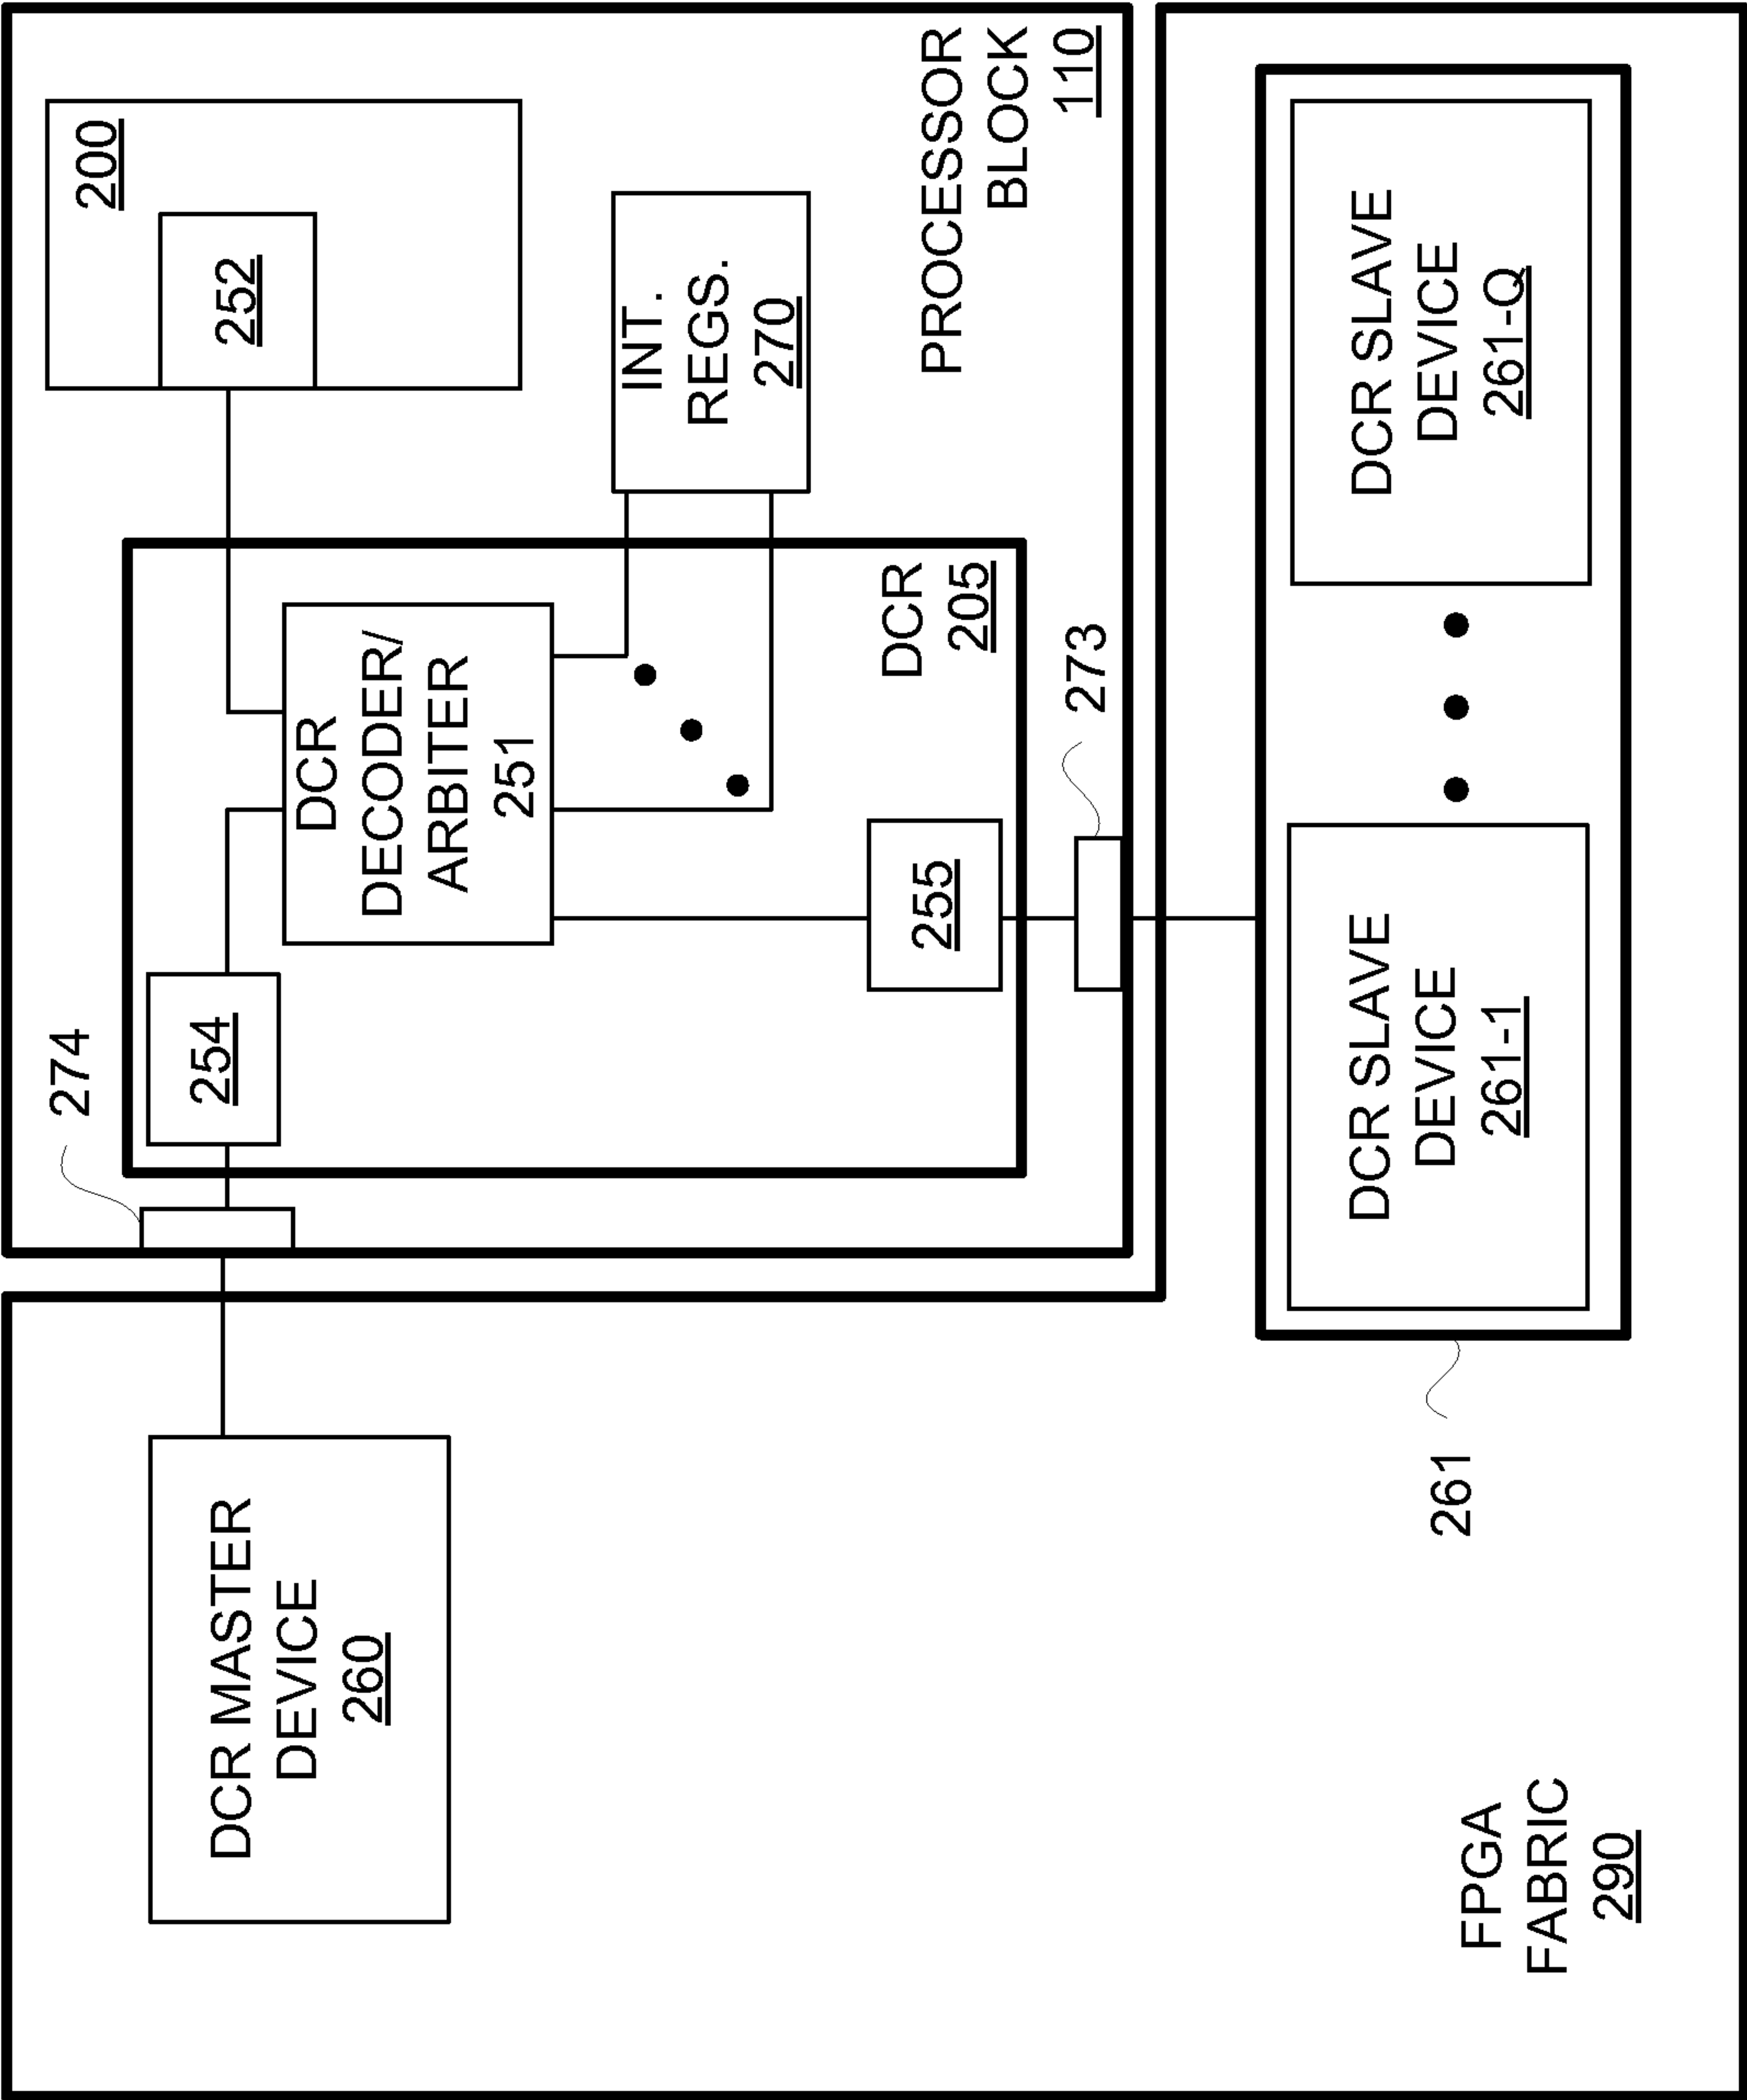 200
252
INT.
REGS.
270
PROCESSOR
BLOCK
110
DCR
DECODER/
ARBITER
251
DCR
205
254
255
274
273
DCR MASTER
DEVICE
260
DCR SLAVE
DEVICE
261-1
DCR SLAVE
DEVICE
261-Q
261
FPGA
FABRIC
290